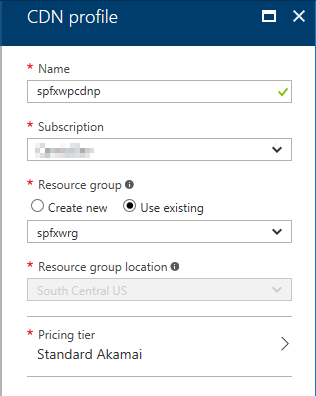 CDN profile
* Name
spfxwpcdnp
* Subscription
* Resource group
Create new Use existing
spfxwrg
* Resource group location
South Central US
* Pricing tier
Standard Akamai